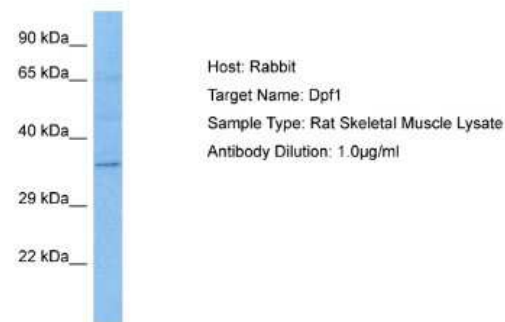 90 kDa__
65 kDa__
Host: Rabbit
Target Name: Dpf1
Sample Type: Rat Skeletal Muscle Lysate
40 kDa__
Antibody Dilution: 1.0µg/ml
29 kDa__
22 kDa__